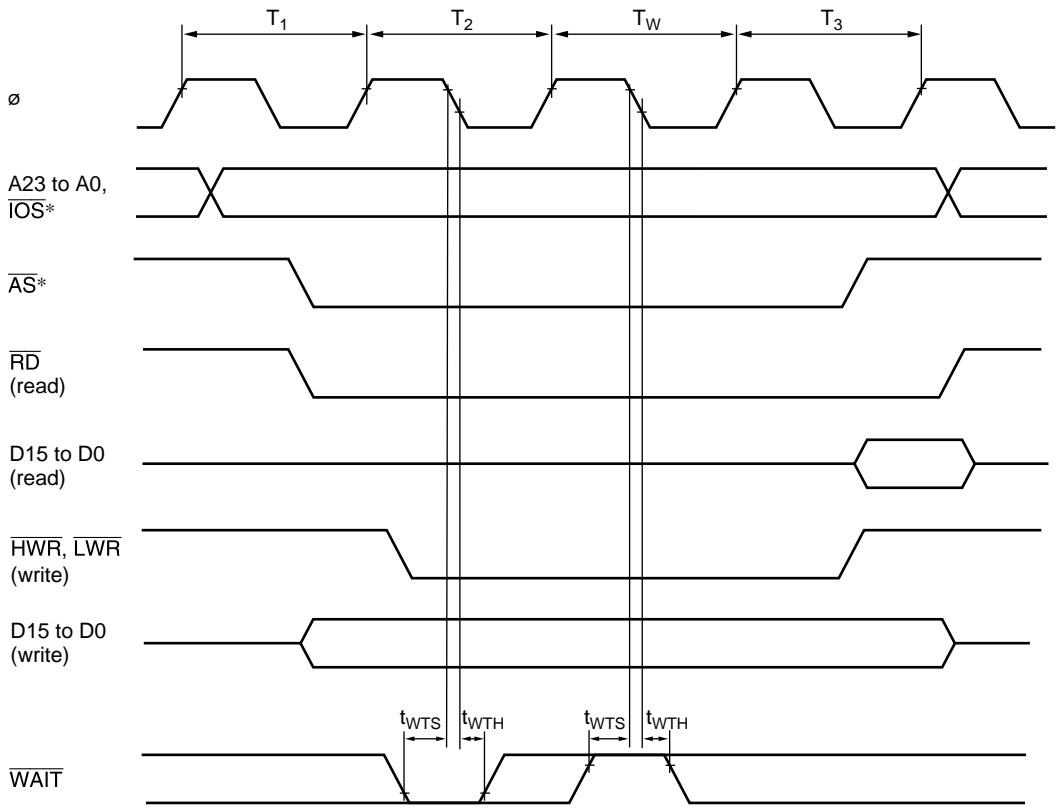 T1 T2 TW T3
ø
A23 to A0,
IOS*
AS*
RD
(read)
D15 to D0
(read)
HWR, LWR
(write)
D15 to D0
(write)
tWTS tWTH tWTS tWTH
WAIT